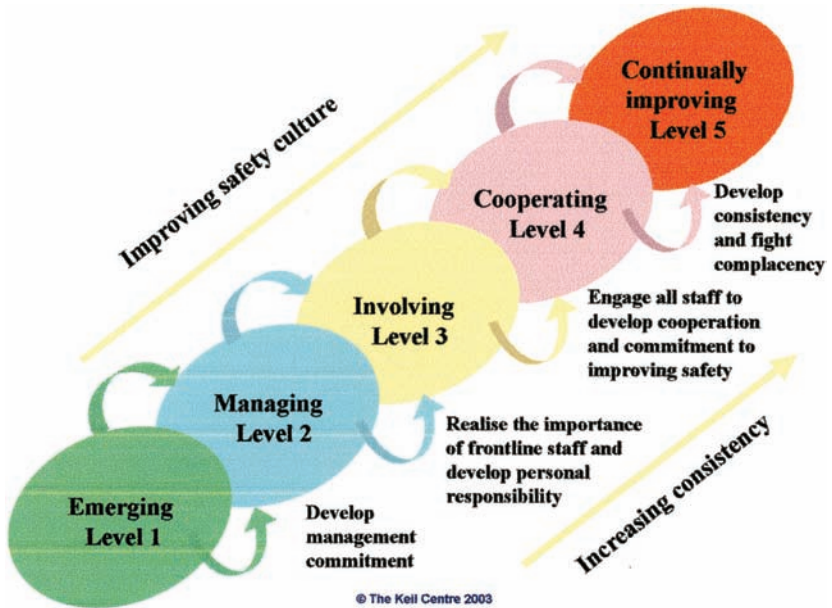 Improving safety culture
Continually
improving
Level 5
Develop
consistency
and fight
complacency
Cooperating
Level 4
Engage all staff to
develop cooperation
and commitment to
improving safety
Involving
Level 3
Realise the importance
of frontline staff and
develop personal
responsibility
Managing
Level 2
Develop
management
commitment
Emerging
Level 1
Increasing consistency
© The Keil Centre 2003